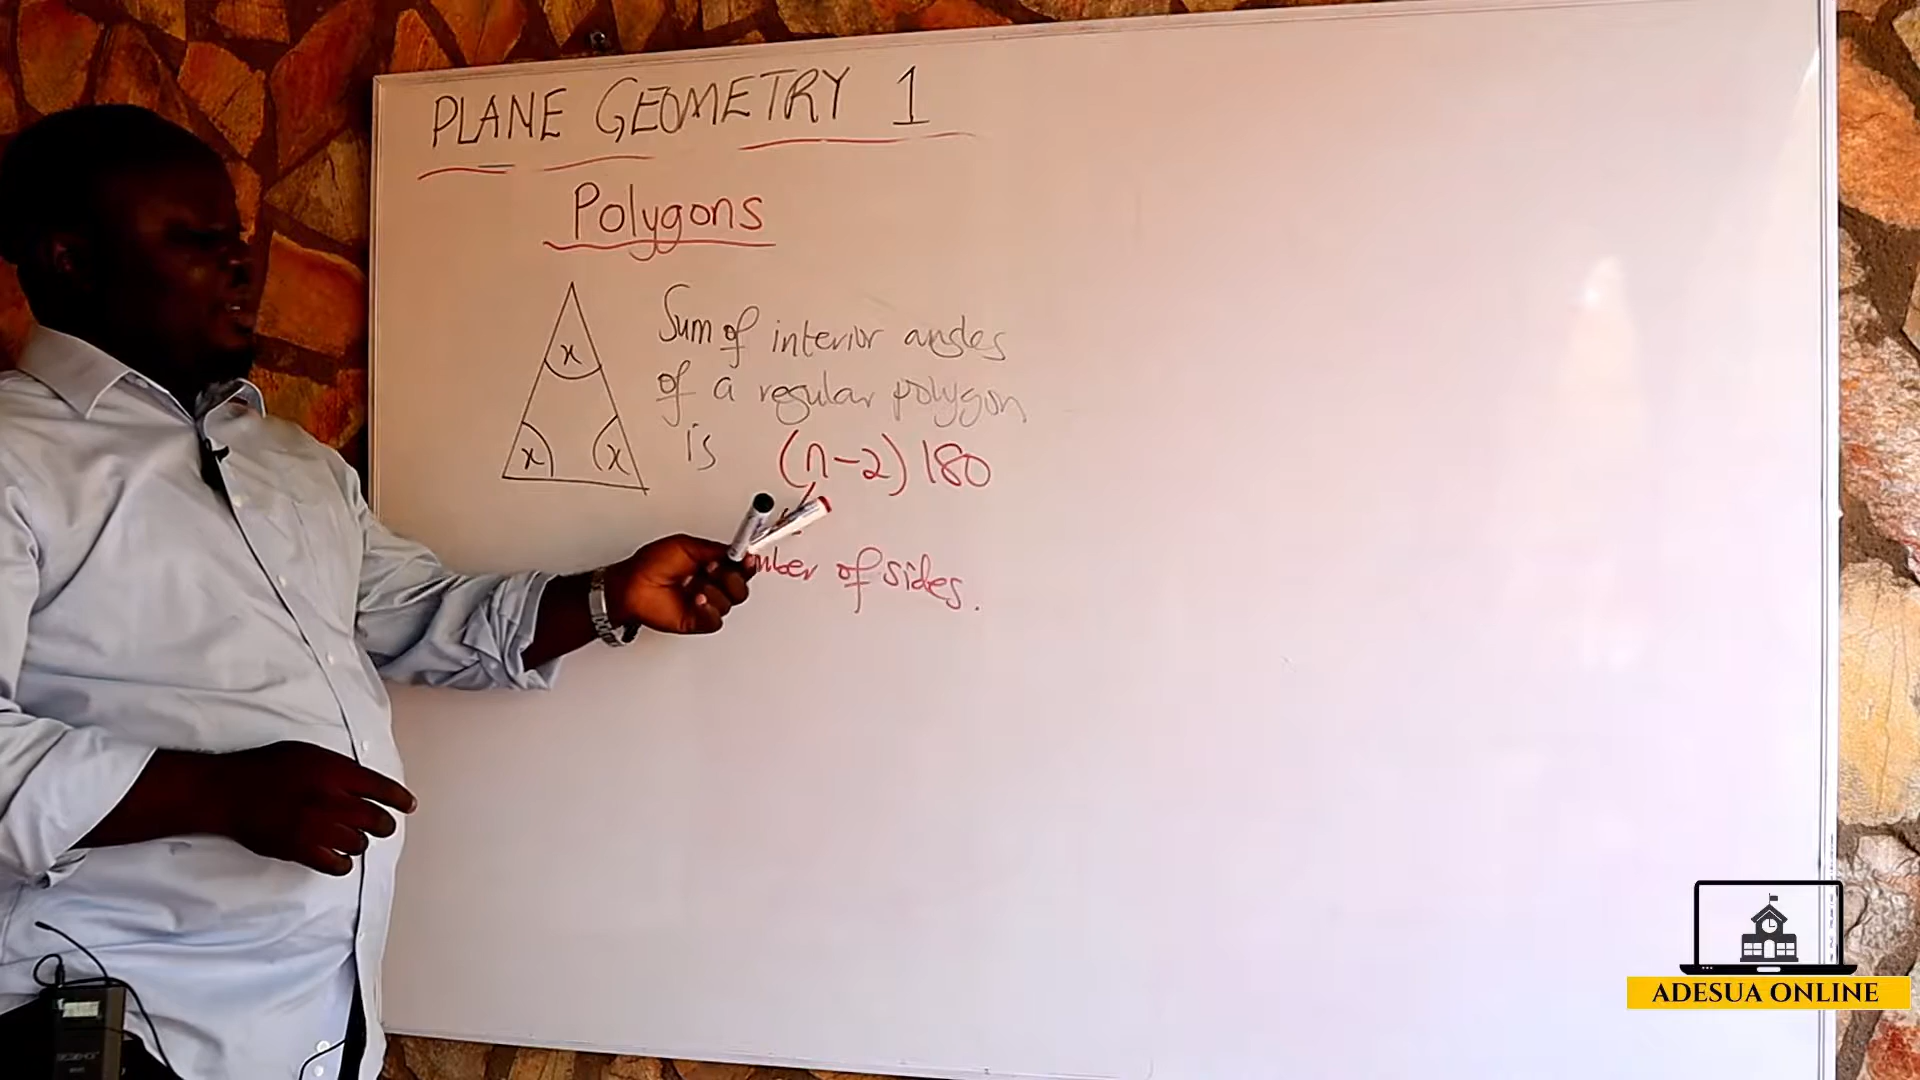 PLANE GEOMETRY 1
Polygons
x
x
x
Sum of interior angles
of a regular polygon
is (n-2) 180
of sides.
ADESUA ONLINE